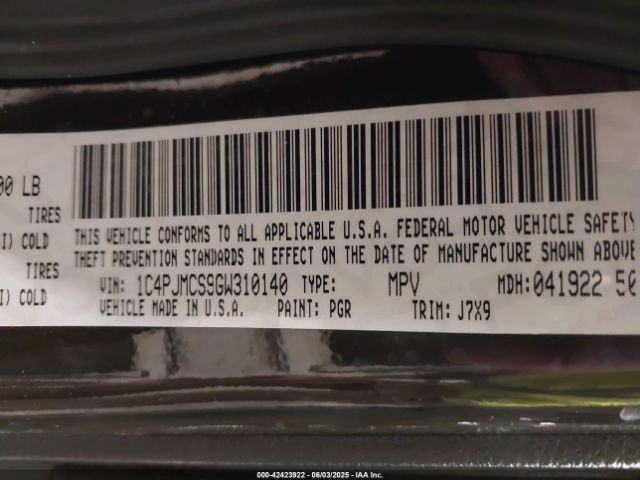 00 LB
TIRES
I) COLD
TIRES
I) COLD
THIS VEHICLE CONFORMS TO ALL APPLICABLE U.S.A. FEDERAL MOTOR VEHICLE SAFETY
THEFT PREVENTION STANDARDS IN EFFECT ON THE DATE OF MANUFACTURE SHOWN ABOVE
VIN: 1C4PJMCS9GW310140 TYPE: MPV MDH:041922 50
VEHICLE MADE IN U.S.A. PAINT: PGR TRIM: J7X9
000-42423922 - 06/03/2025 - © IAA Inc.